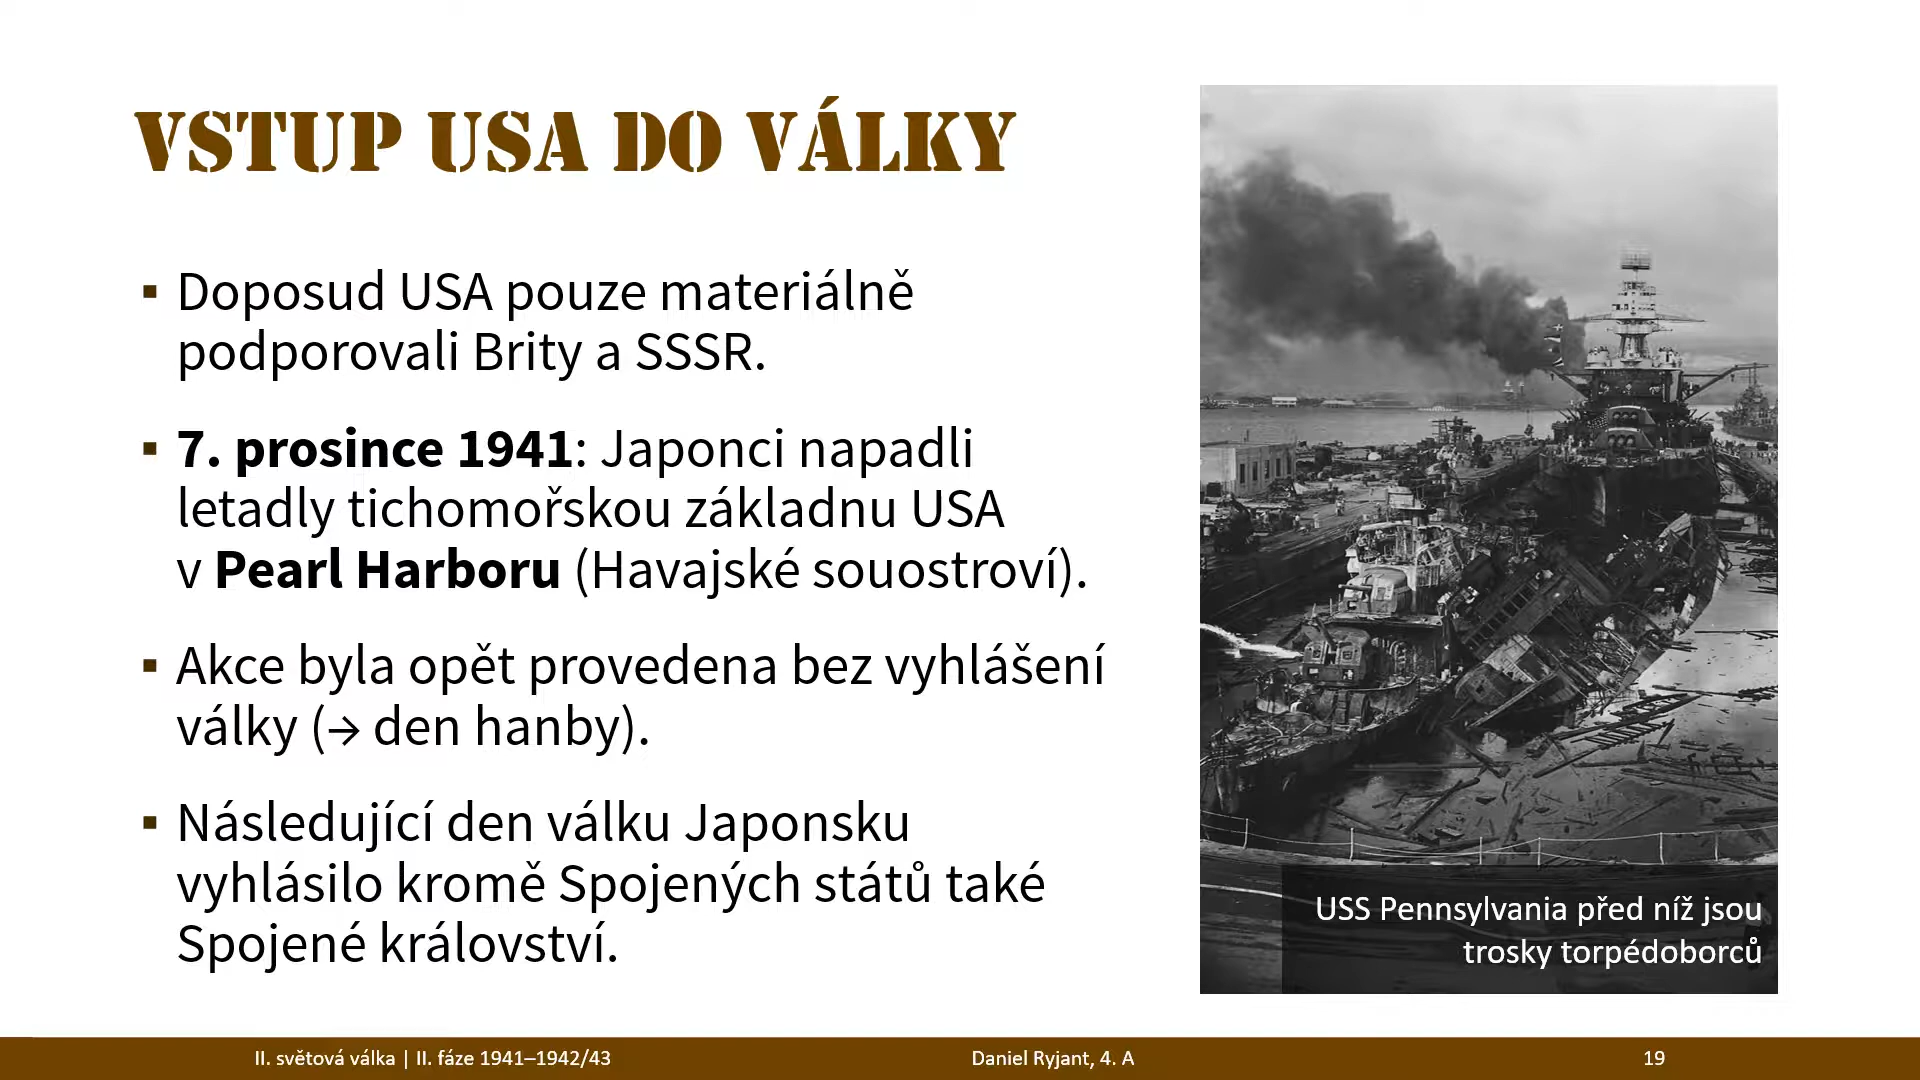 VSTUP USA DO VÁLKY
▪ Doposud USA pouze materiálně
podporovali Brity a SSSR.
▪ 7. prosince 1941: Japonci napadli
letadly tichomořskou základnu USA
v Pearl Harboru (Havajské souostroví).
▪ Akce byla opět provedena bez vyhlášení
války (→ den hanby).
▪ Následující den válku Japonsku
vyhlásilo kromě Spojených států také
Spojené království.
USS Pennsylvania před níž jsou
trosky torpédoborců
II. světová válka | II. fáze 1941–1942/43
Daniel Ryjant, 4. A
19